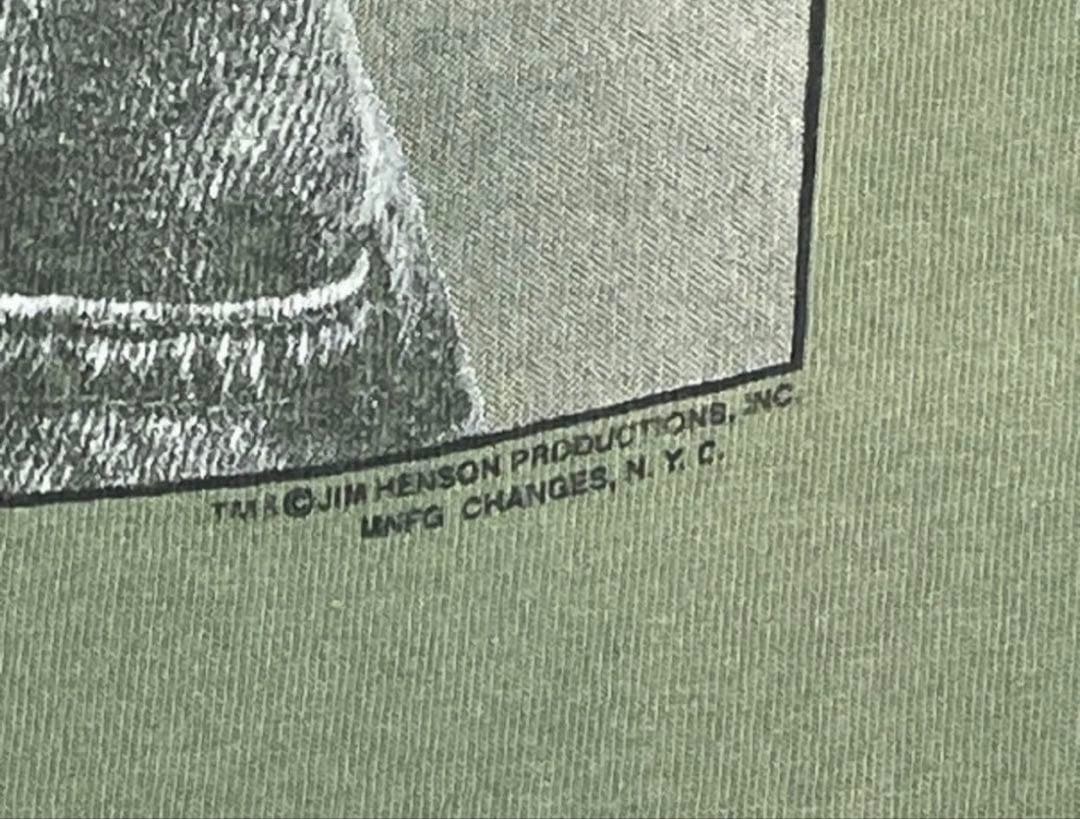 TM & © JIM HENSON PRODUCTIONS, INC.
MNFG CHANGES, N. Y. C.